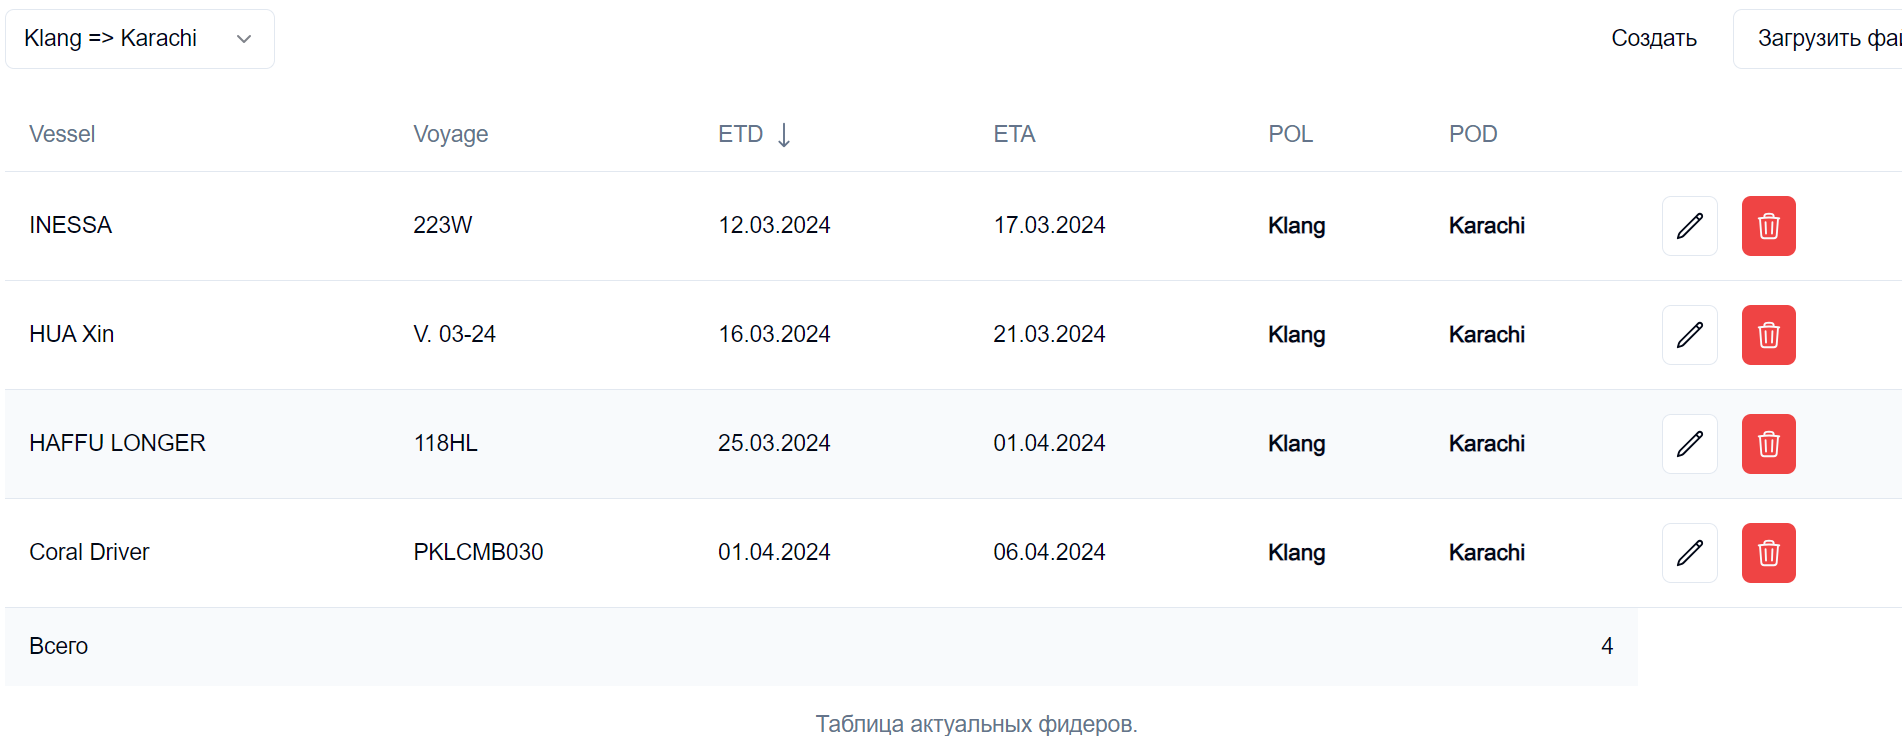 Klang => Karachi Создать Загрузить
Vessel Voyage ETD ↓ ETA POL POD
INESSA 223W 12.03.2024 17.03.2024 Klang Karachi
HUA Xin V. 03-24 16.03.2024 21.03.2024 Klang Karachi
HAFFU LONGER 118HL 25.03.2024 01.04.2024 Klang Karachi
Coral Driver PKLCMB030 01.04.2024 06.04.2024 Klang Karachi
Всего 4
Таблица актуальных фидеров.